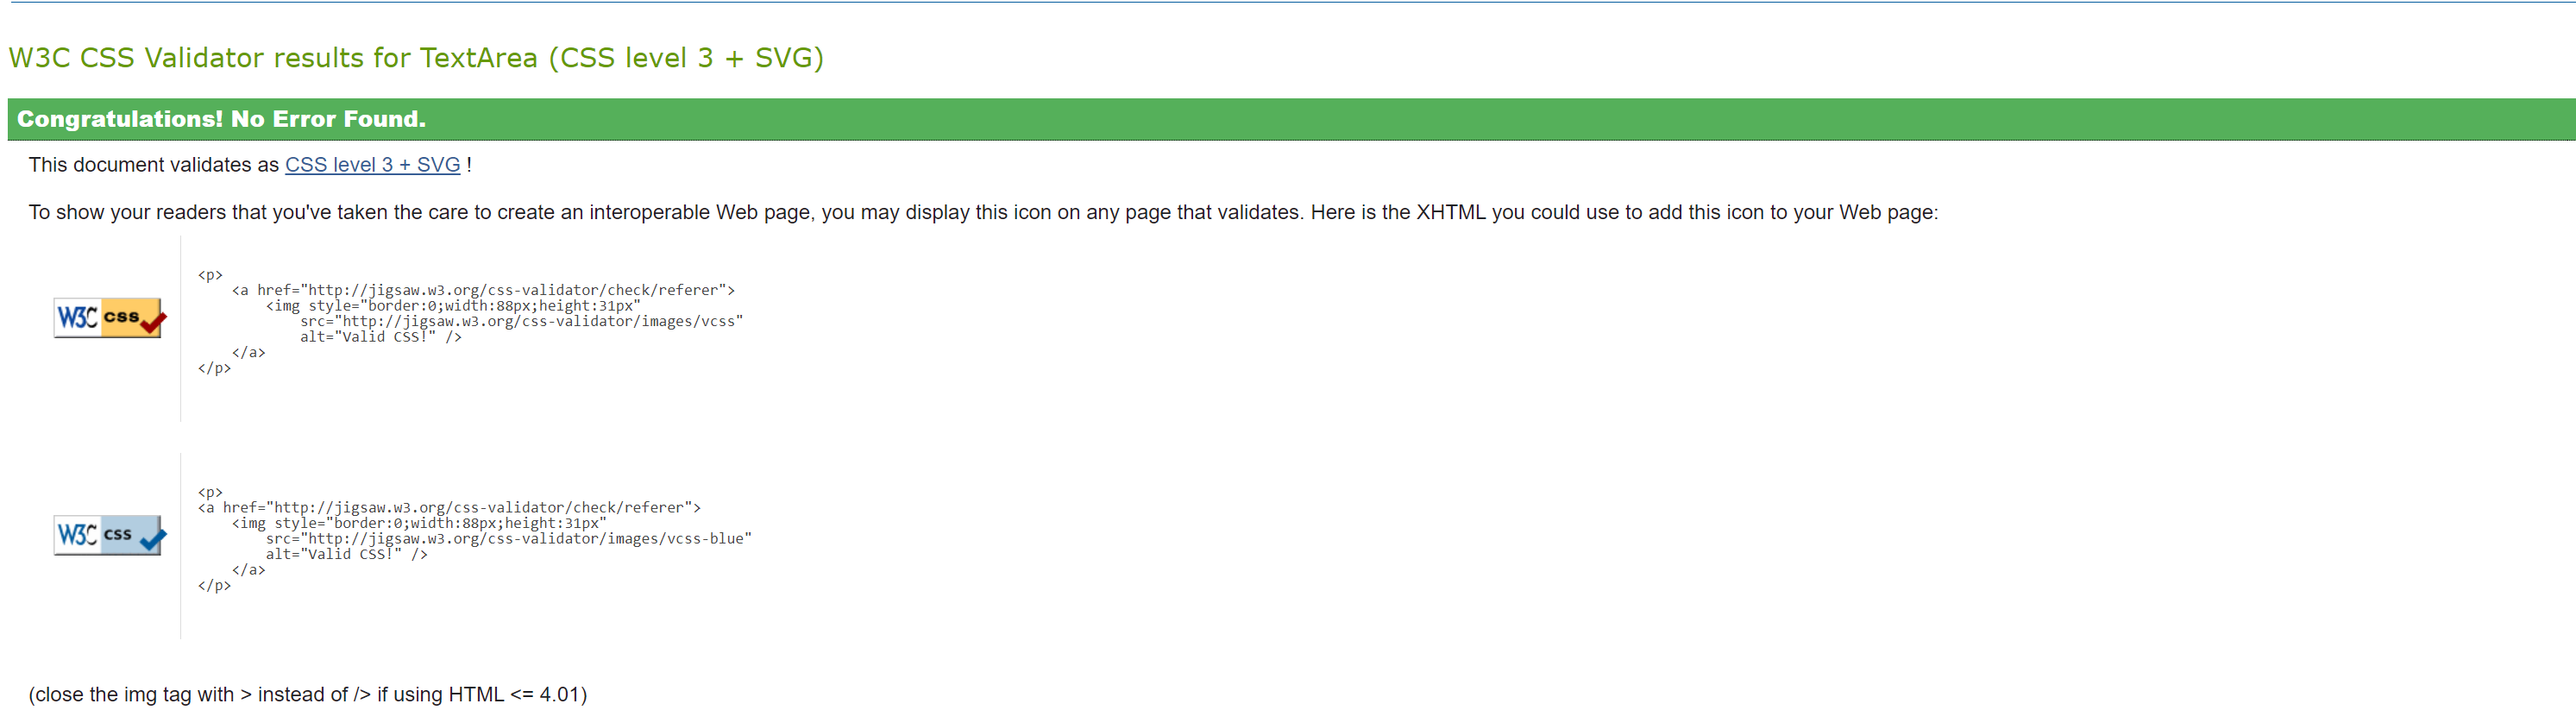 W3C CSS Validator results for TextArea (CSS level 3 + SVG)
Congratulations! No Error Found.
This document validates as CSS level 3 + SVG !
To show your readers that you've taken the care to create an interoperable Web page, you may display this icon on any page that validates. Here is the XHTML you could use to add this icon to your Web page:
W3C css
<p>
    <a href="http://jigsaw.w3.org/css-validator/check/referer">
        <img style="border:0;width:88px;height:31px"
            src="http://jigsaw.w3.org/css-validator/images/vcss"
            alt="Valid CSS!" />
    </a>
</p>
W3C css
<p>
<a href="http://jigsaw.w3.org/css-validator/check/referer">
    <img style="border:0;width:88px;height:31px"
        src="http://jigsaw.w3.org/css-validator/images/vcss-blue"
        alt="Valid CSS!" />
    </a>
</p>
(close the img tag with > instead of /> if using HTML <= 4.01)